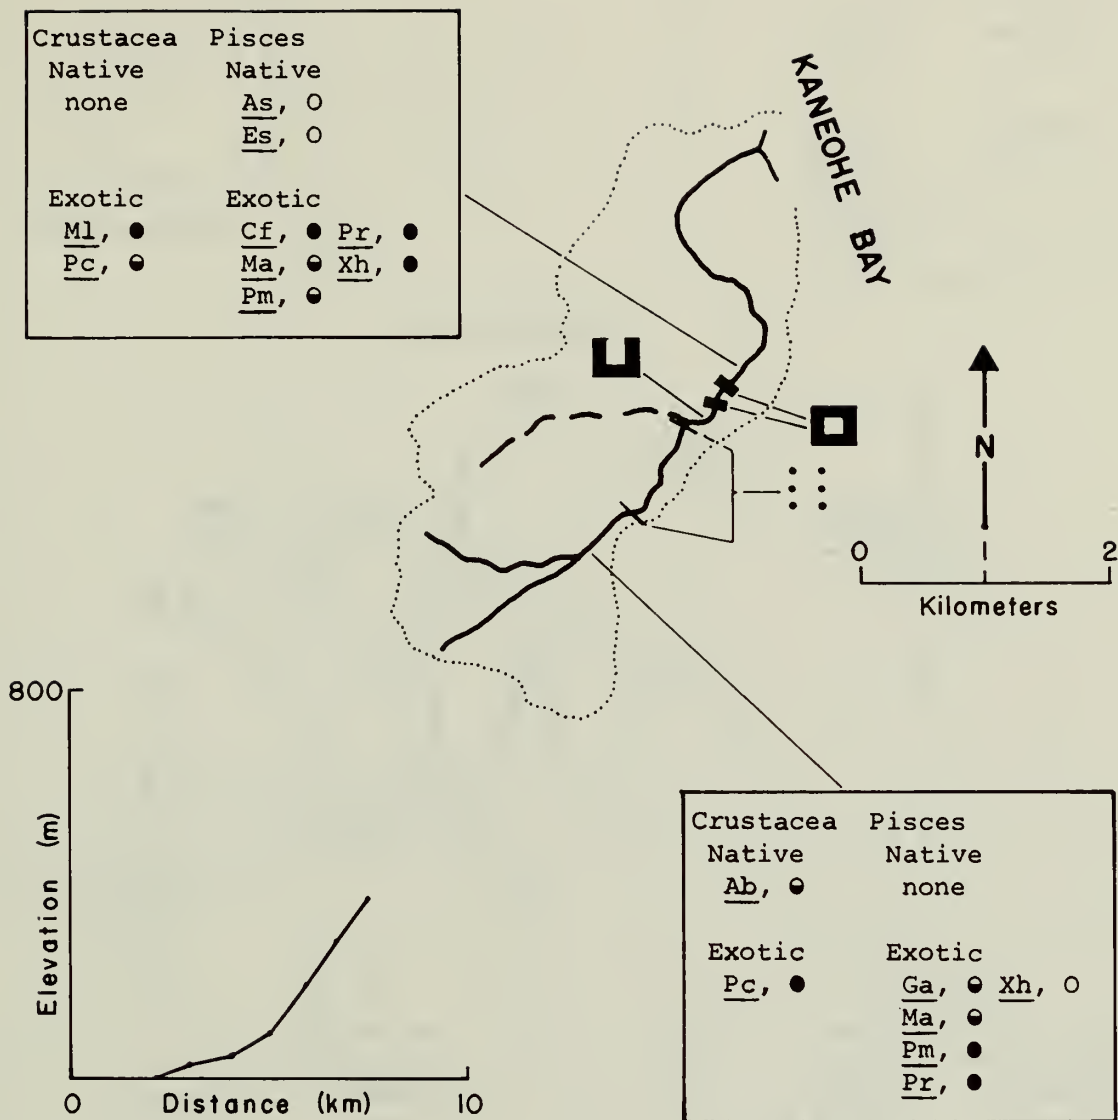 Crustacea Pisces
Native Native
none As, ○
Es, ○
Exotic Exotic
Ml, ● Cf, ● Pr, ●
Pc, ◒ Ma, ◒ Xh, ●
Pm, ◒
KANEOHE BAY
N
0 1 2
Kilometers
800
Elevation (m)
0 Distance (km) 10
Crustacea Pisces
Native Native
Ab, ◒ none
Exotic Exotic
Pc, ● Ga, ◒ Xh, ○
Ma, ◒
Pm, ●
Pr, ●